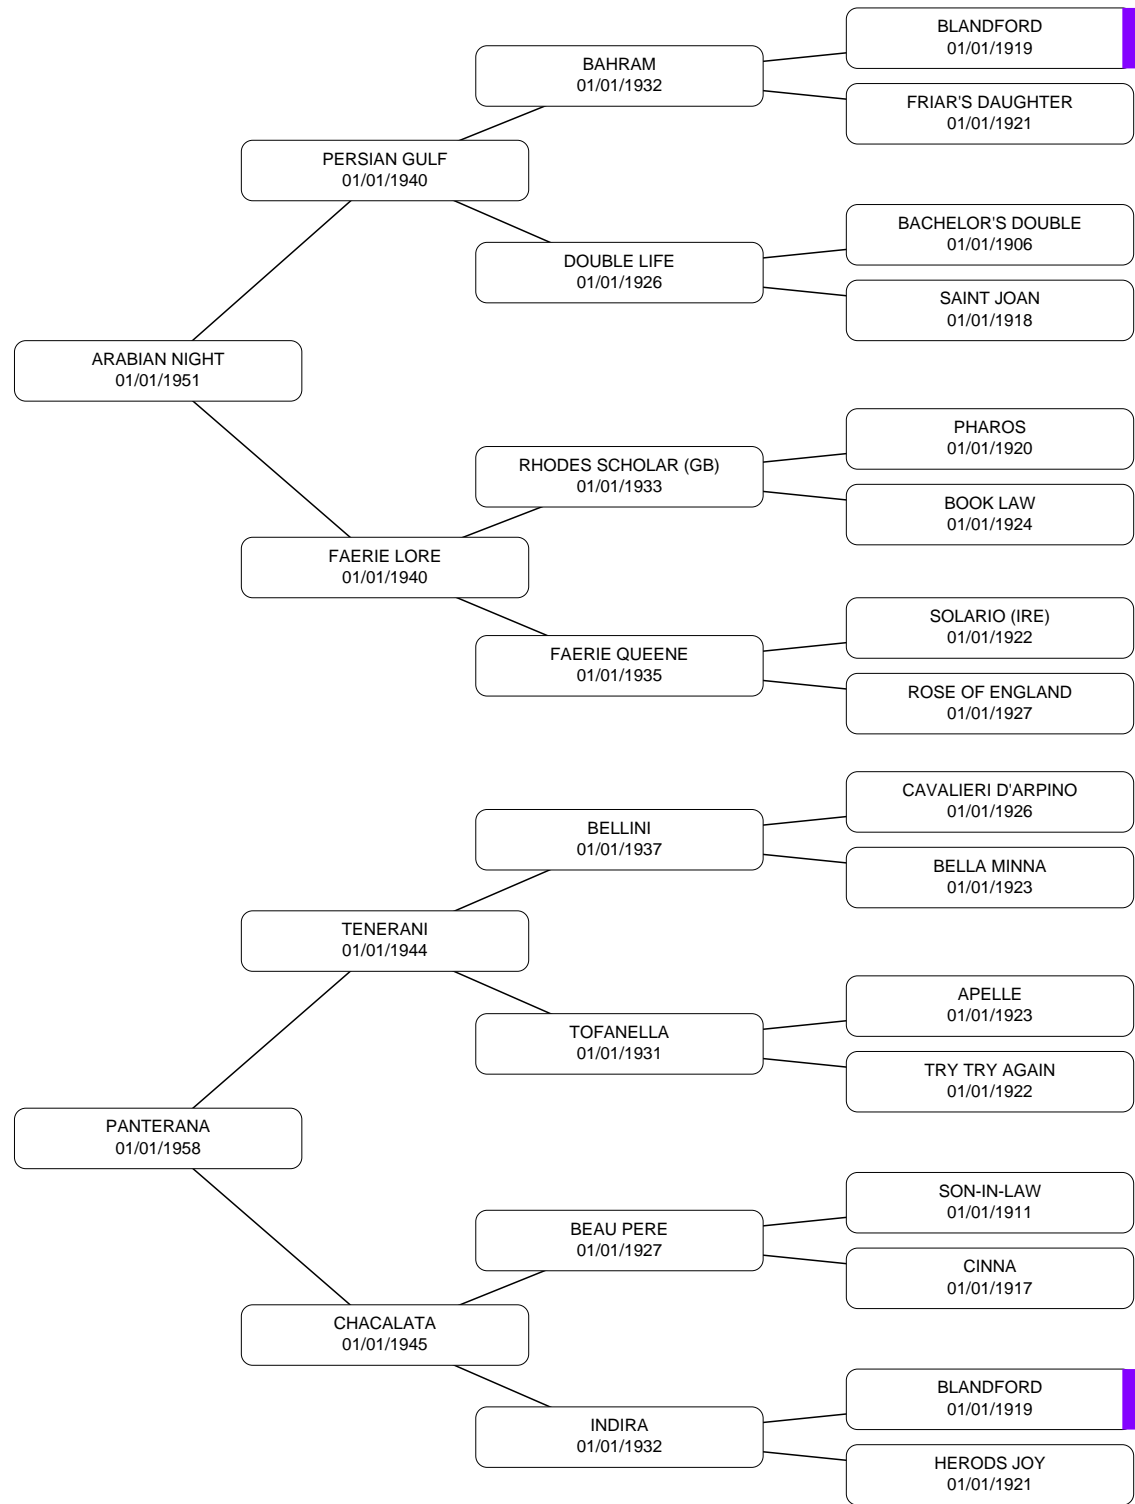 BLANDFORD
01/01/1919
BAHRAM
01/01/1932
FRIAR'S DAUGHTER
01/01/1921
PERSIAN GULF
01/01/1940
BACHELOR'S DOUBLE
01/01/1906
DOUBLE LIFE
01/01/1926
SAINT JOAN
01/01/1918
ARABIAN NIGHT
01/01/1951
PHAROS
01/01/1920
RHODES SCHOLAR (GB)
01/01/1933
BOOK LAW
01/01/1924
FAERIE LORE
01/01/1940
SOLARIO (IRE)
01/01/1922
FAERIE QUEENE
01/01/1935
ROSE OF ENGLAND
01/01/1927
CAVALIERI D'ARPINO
01/01/1926
BELLINI
01/01/1937
BELLA MINNA
01/01/1923
TENERANI
01/01/1944
APELLE
01/01/1923
TOFANELLA
01/01/1931
TRY TRY AGAIN
01/01/1922
PANTERANA
01/01/1958
SON-IN-LAW
01/01/1911
BEAU PERE
01/01/1927
CINNA
01/01/1917
CHACALATA
01/01/1945
BLANDFORD
01/01/1919
INDIRA
01/01/1932
HERODS JOY
01/01/1921